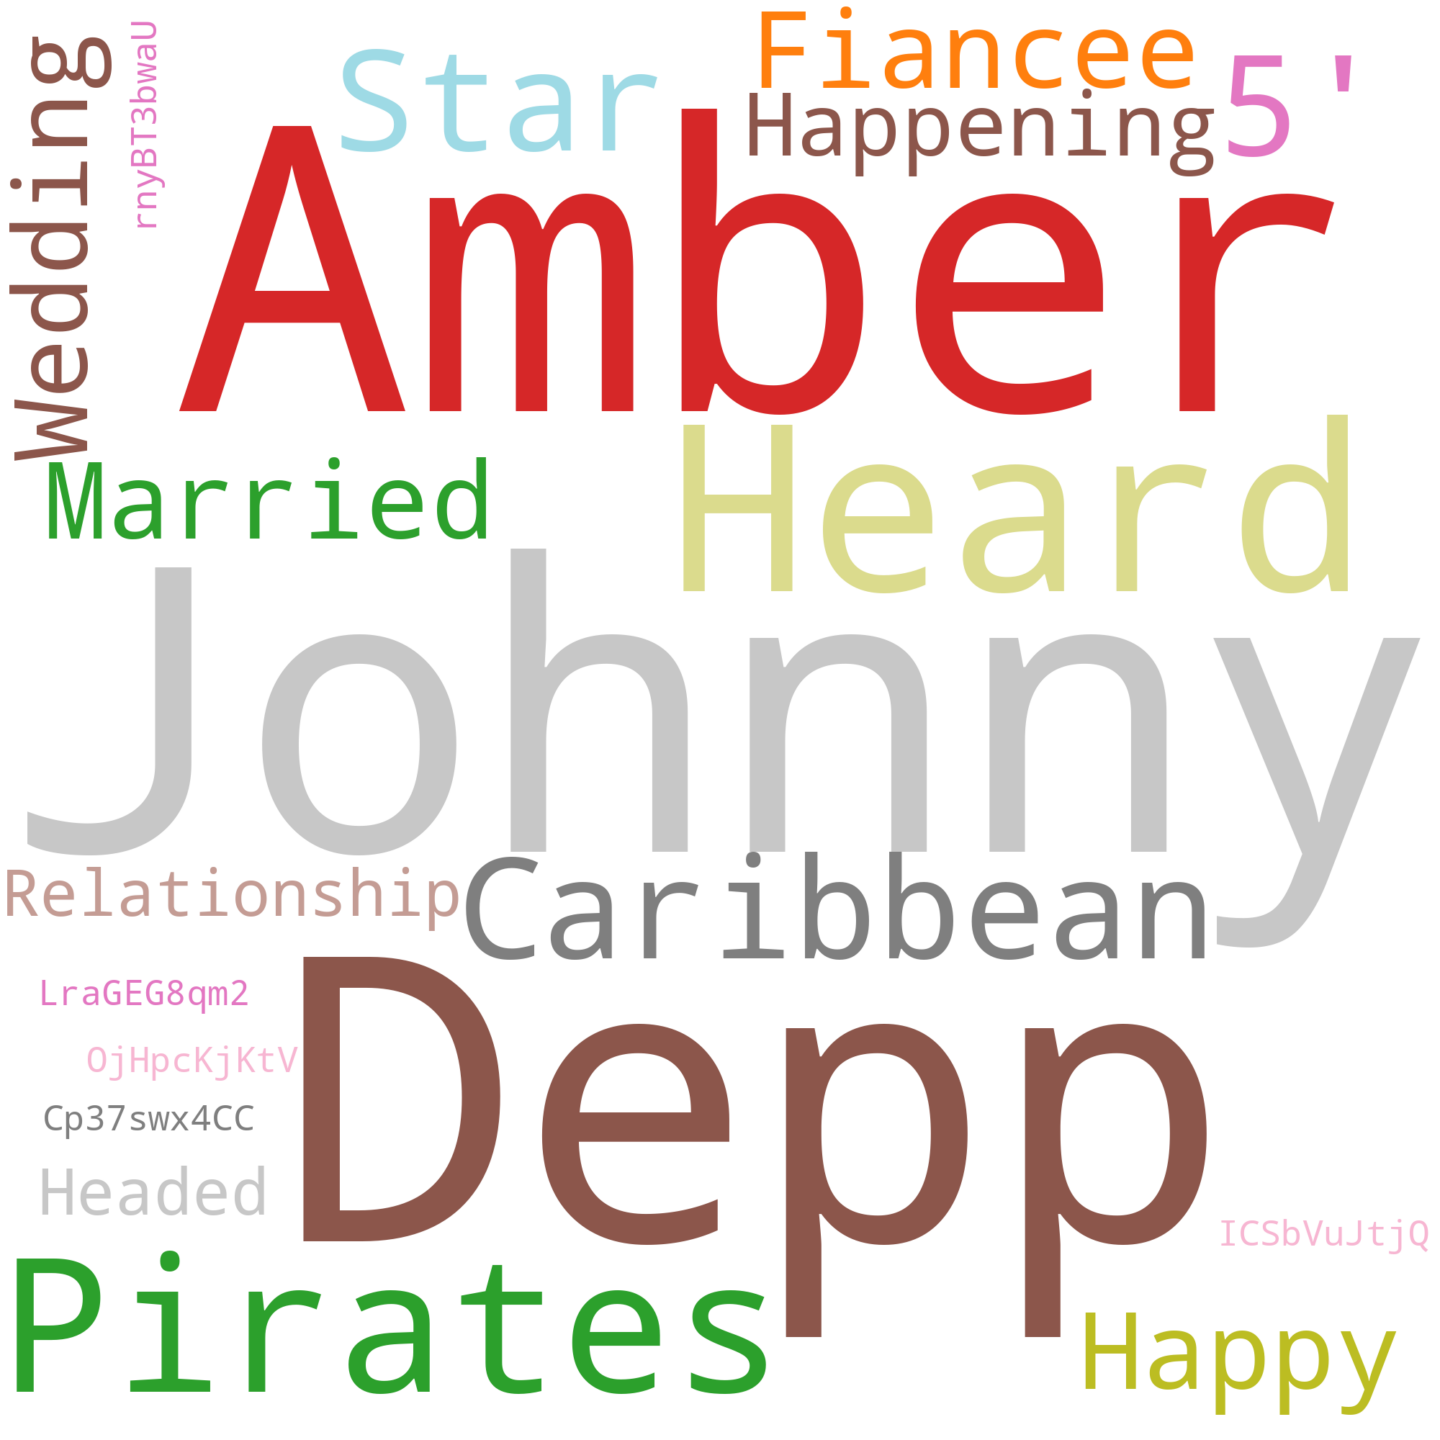 Wedding
rnyBT3bwaU
Star
Fiancee
Happening
5'
Amber
Married
Heard
Johnny
Relationship
Caribbean
LraGEG8qm2
OjHpcKjKtV
Cp37swx4CC
Depp
Headed
ICSbVuJtjQ
Pirates
Happy